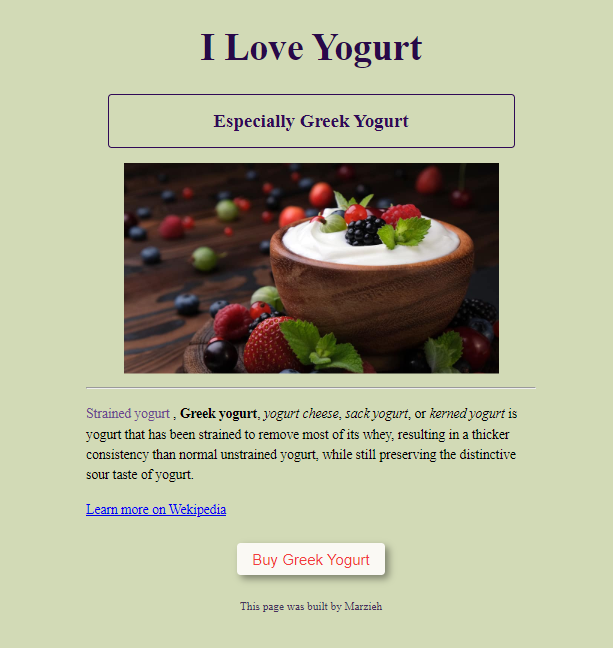 I Love Yogurt
Especially Greek Yogurt
Strained yogurt , Greek yogurt, yogurt cheese, sack yogurt, or kerned yogurt is
yogurt that has been strained to remove most of its whey, resulting in a thicker
consistency than normal unstrained yogurt, while still preserving the distinctive
sour taste of yogurt.
Learn more on Wekipedia
Buy Greek Yogurt
This page was built by Marzieh